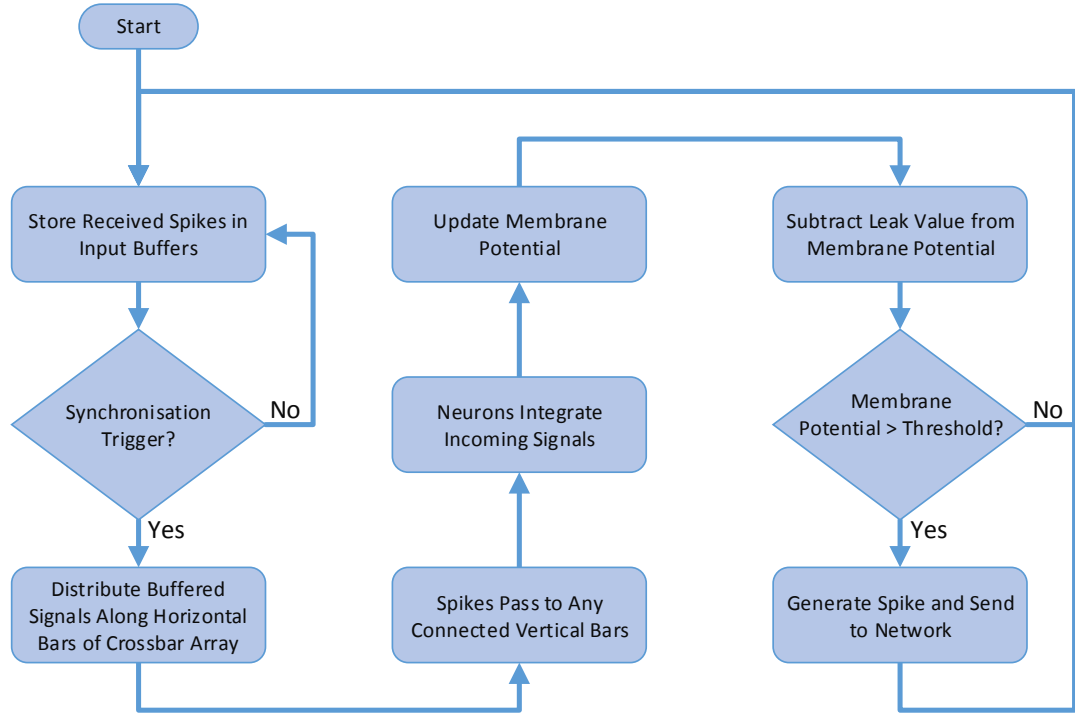 Start
Store Received Spikes in
Input Buffers
Synchronisation
Trigger?
No
Yes
Distribute Buffered
Signals Along Horizontal
Bars of Crossbar Array
Spikes Pass to Any
Connected Vertical Bars
Neurons Integrate
Incoming Signals
Update Membrane
Potential
Subtract Leak Value from
Membrane Potential
Membrane
Potential > Threshold?
No
Yes
Generate Spike and Send
to Network